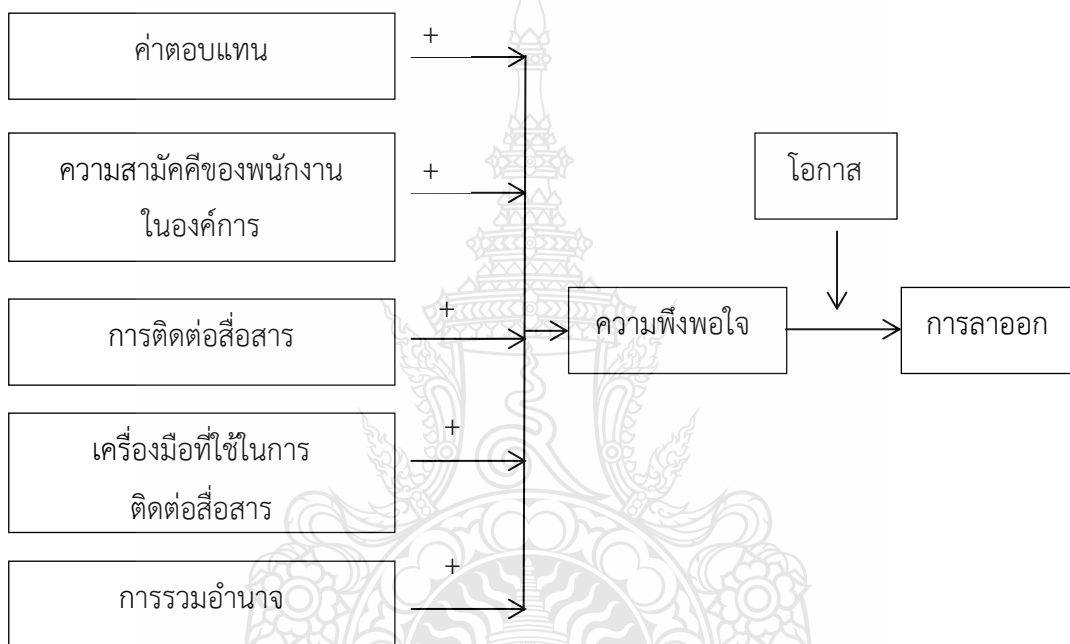 ค่าตอบแทน
+
ความสามัคคีของพนักงาน
ในองค์การ
+
การติดต่อสื่อสาร
+
เครื่องมือที่ใช้ในการ
ติดต่อสื่อสาร
+
การรวมอำนาจ
+
ความพึงพอใจ
โอกาส
การลาออก